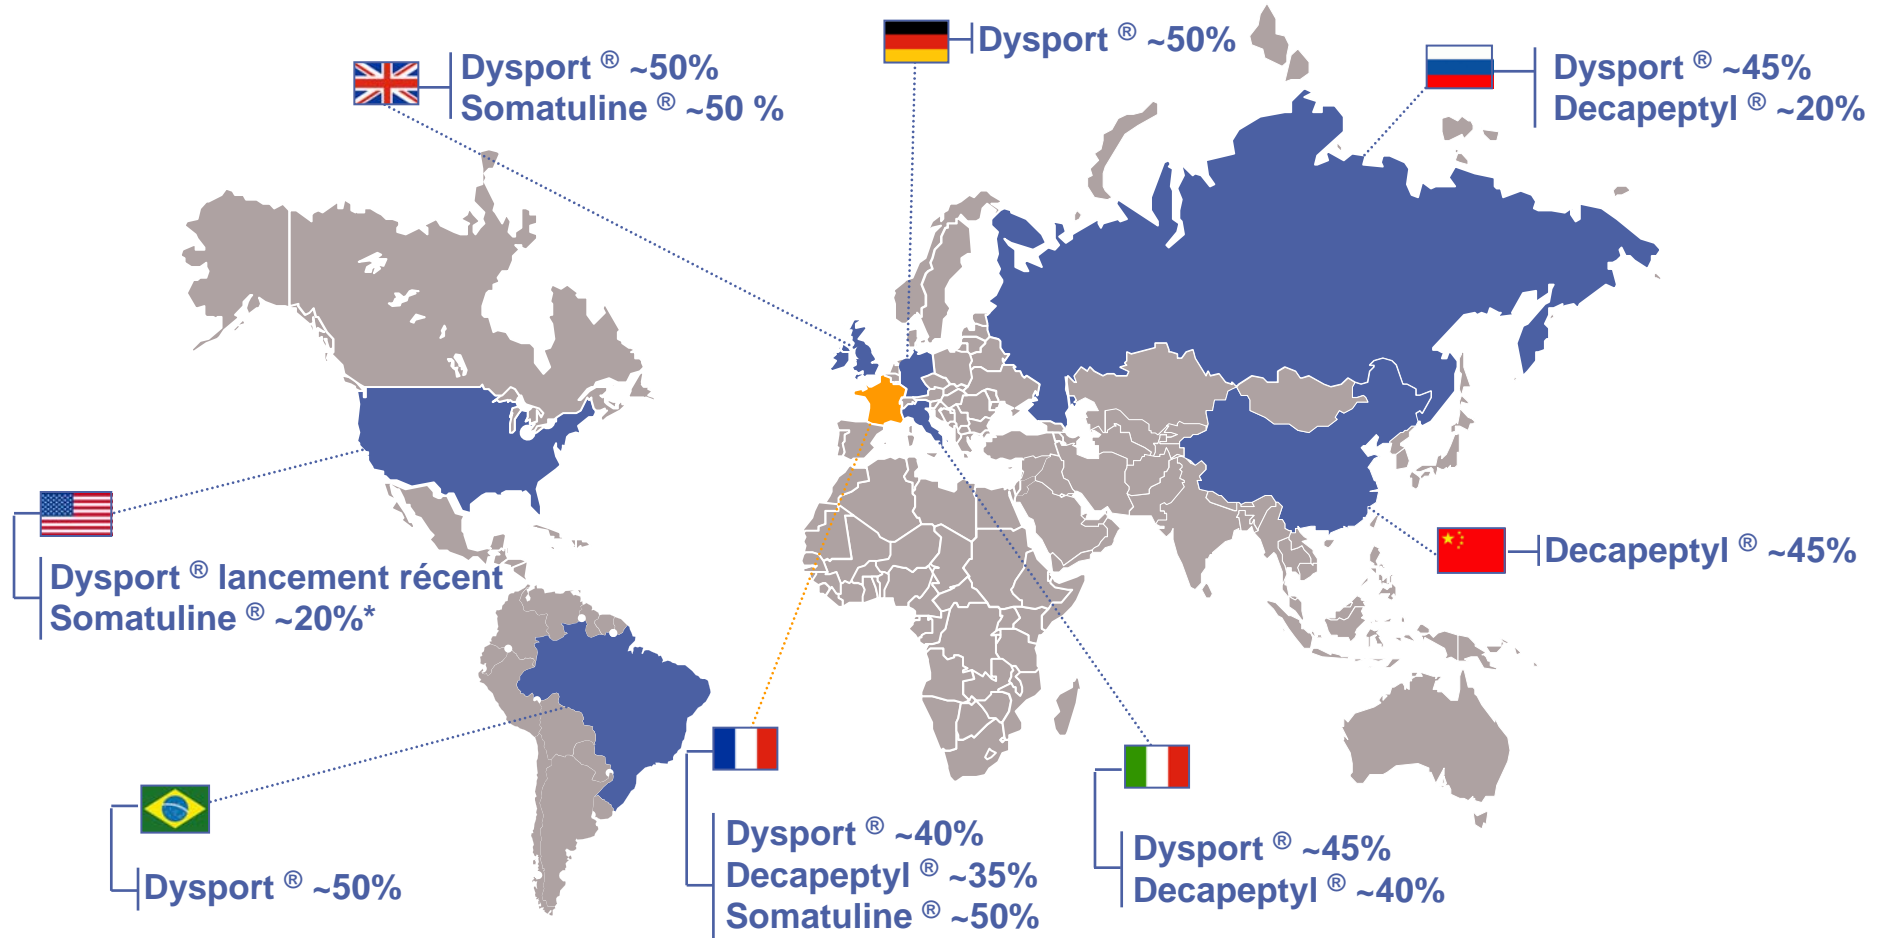 Dysport ® ~50%
Somatuline ® ~50 %
Dysport ® ~50%
Dysport ® ~45%
Decapeptyl ® ~20%
Dysport ® lancement récent
Somatuline ® ~20%*
Decapeptyl ® ~45%
Dysport ® ~50%
Dysport ® ~40%
Decapeptyl ® ~35%
Somatuline ® ~50%
Dysport ® ~45%
Decapeptyl ® ~40%